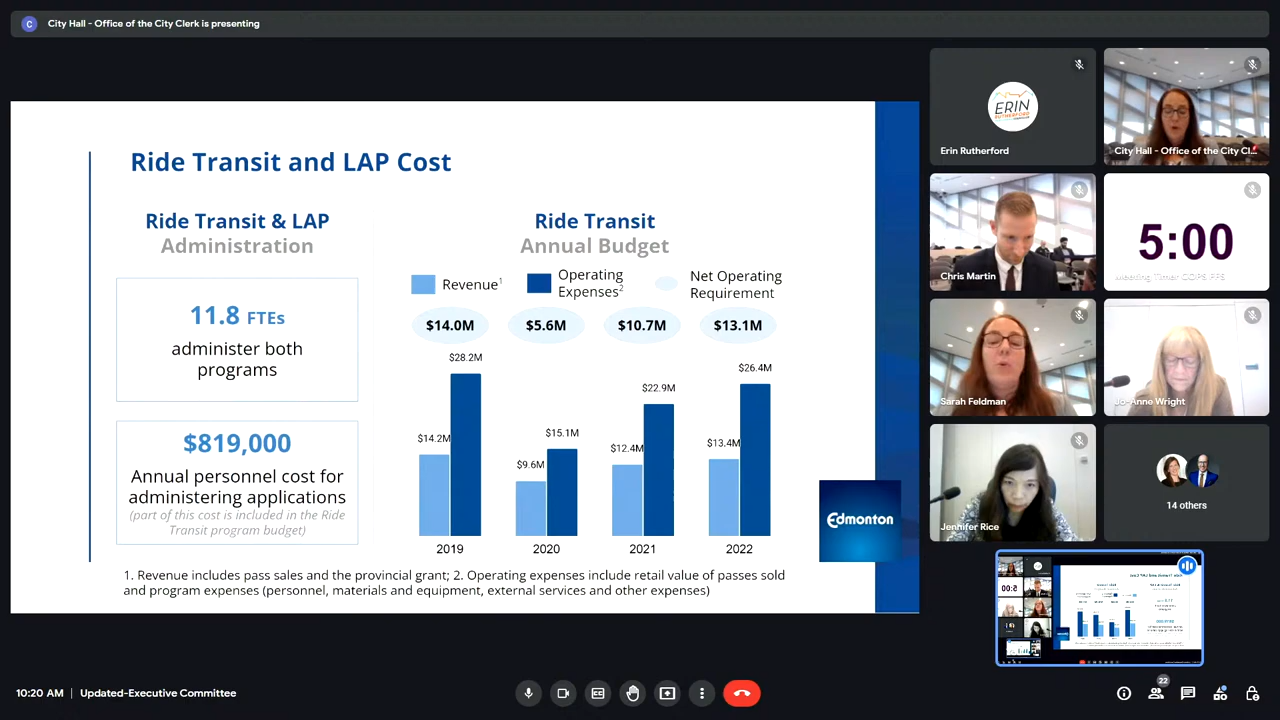 C
City Hall - Office of the City Clerk is presenting
Ride Transit and LAP Cost
Ride Transit & LAP
Administration
11.8 FTEs
administer both
programs
$819,000
Annual personnel cost for
administering applications
(part of this cost is included in the Ride
Transit program budget)
Ride Transit
Annual Budget
Revenue¹
Operating
Expenses²
Net Operating
Requirement
$14.0M
$5.6M
$10.7M
$13.1M
$14.2M
$28.2M
$9.6M
$15.1M
$12.4M
$22.9M
$13.4M
$26.4M
2019
2020
2021
2022
1. Revenue includes pass sales and the provincial grant; 2. Operating expenses include retail value of passes sold
and program expenses (personnel, materials and equipment, external services and other expenses)
Edmonton
ERIN
RUTHERFORD
Erin Rutherford
City Hall - Office of the City Cl...
Chris Martin
5:00
Meeting Timer COPS FPS
Sarah Feldman
Jo-Anne Wright
Jennifer Rice
14 others
10:20 AM | Updated-Executive Committee
22